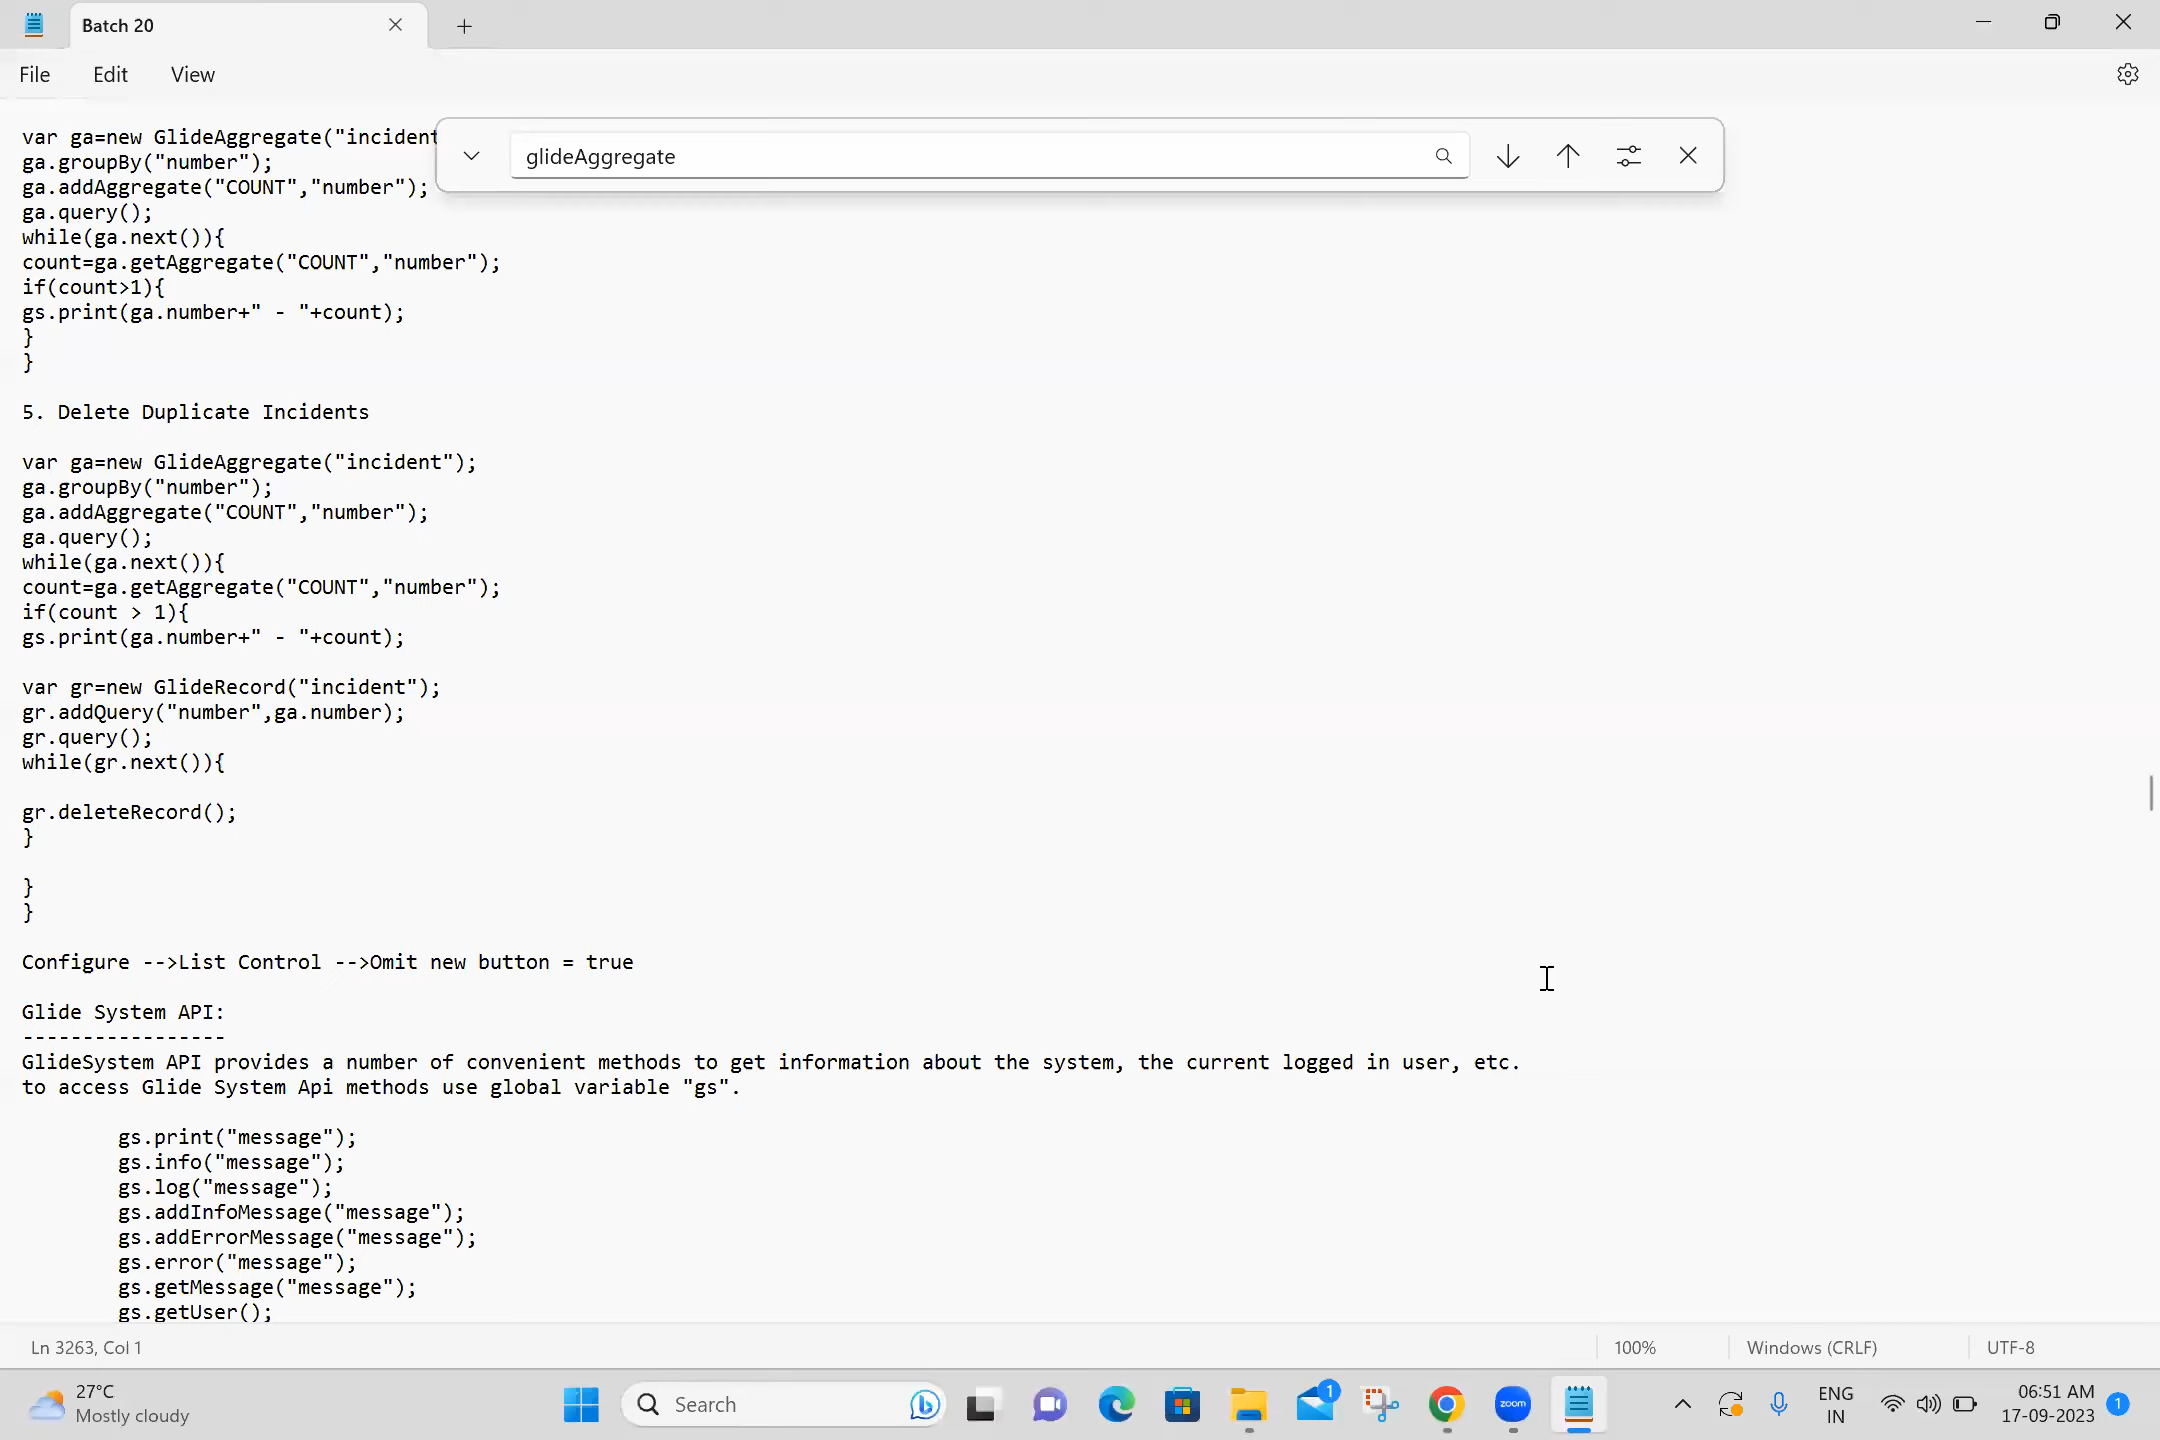 Batch 20
File Edit View
glideAggregate
var ga=new GlideAggregate("incident
ga.groupBy("number");
ga.addAggregate("COUNT","number");
ga.query();
while(ga.next()){
count=ga.getAggregate("COUNT","number");
if(count>1){
gs.print(ga.number+" - "+count);
}
}
5. Delete Duplicate Incidents
var ga=new GlideAggregate("incident");
ga.groupBy("number");
ga.addAggregate("COUNT","number");
ga.query();
while(ga.next()){
count=ga.getAggregate("COUNT","number");
if(count > 1){
gs.print(ga.number+" - "+count);
var gr=new GlideRecord("incident");
gr.addQuery("number",ga.number);
gr.query();
while(gr.next()){
gr.deleteRecord();
}
}
}
Configure -->List Control -->Omit new button = true
Glide System API:
-----------------
GlideSystem API provides a number of convenient methods to get information about the system, the current logged in user, etc.
to access Glide System Api methods use global variable "gs".
gs.print("message");
gs.info("message");
gs.log("message");
gs.addInfoMessage("message");
gs.addErrorMessage("message");
gs.error("message");
gs.getMessage("message");
gs.getUser();
Ln 3263, Col 1 100% Windows (CRLF) UTF-8
27°C
Mostly cloudy
Search
1
zoom
ENG
IN
06:51 AM
17-09-2023
1